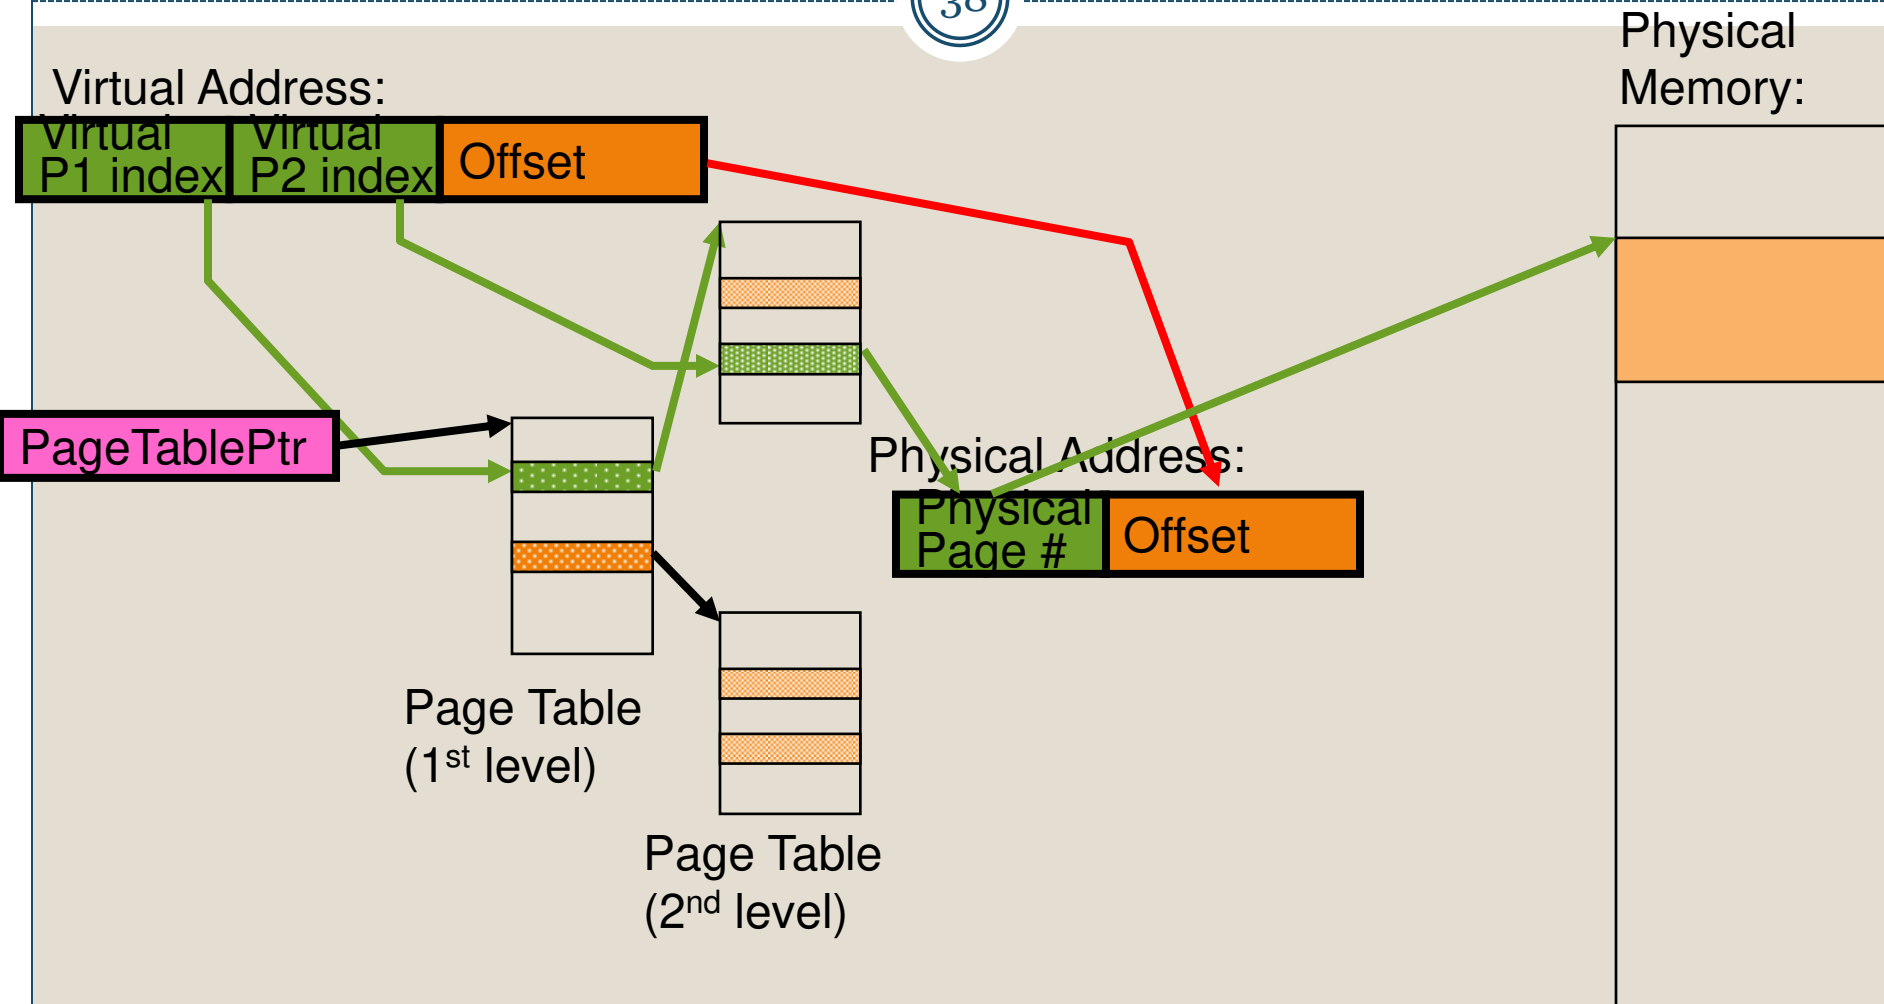 38
Physical
Memory:
Virtual Address:
Virtual Virtual
P1 index P2 index Offset
PageTablePtr
Physical Address:
Physical
Page # Offset
Page Table
(1st level)
Page Table
(2nd level)